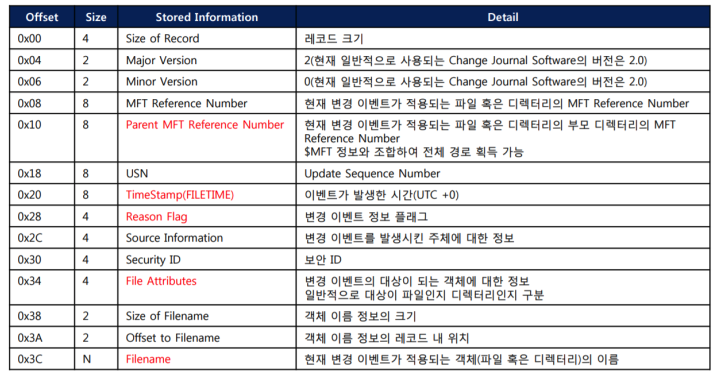 Offset Size Stored Information Detail
0x00 4 Size of Record 레코드 크기
0x04 2 Major Version 2(현재 일반적으로 사용되는 Change Journal Software의 버전은 2.0)
0x06 2 Minor Version 0(현재 일반적으로 사용되는 Change Journal Software의 버전은 2.0)
0x08 8 MFT Reference Number 현재 변경 이벤트가 적용되는 파일 혹은 디렉터리의 MFT Reference Number
0x10 8 Parent MFT Reference Number 현재 변경 이벤트가 적용되는 파일 혹은 디렉터리의 부모 디렉터리의 MFT
Reference Number
$MFT 정보와 조합하여 전체 경로 획득 가능
0x18 8 USN Update Sequence Number
0x20 8 TimeStamp(FILETIME) 이벤트가 발생한 시간(UTC +0)
0x28 4 Reason Flag 변경 이벤트 정보 플래그
0x2C 4 Source Information 변경 이벤트를 발생시킨 주체에 대한 정보
0x30 4 Security ID 보안 ID
0x34 4 File Attributes 변경 이벤트의 대상이 되는 객체에 대한 정보
일반적으로 대상이 파일인지 디렉터리인지 구분
0x38 2 Size of Filename 객체 이름 정보의 크기
0x3A 2 Offset to Filename 객체 이름 정보의 레코드 내 위치
0x3C N Filename 현재 변경 이벤트가 적용되는 객체(파일 혹은 디렉터리)의 이름